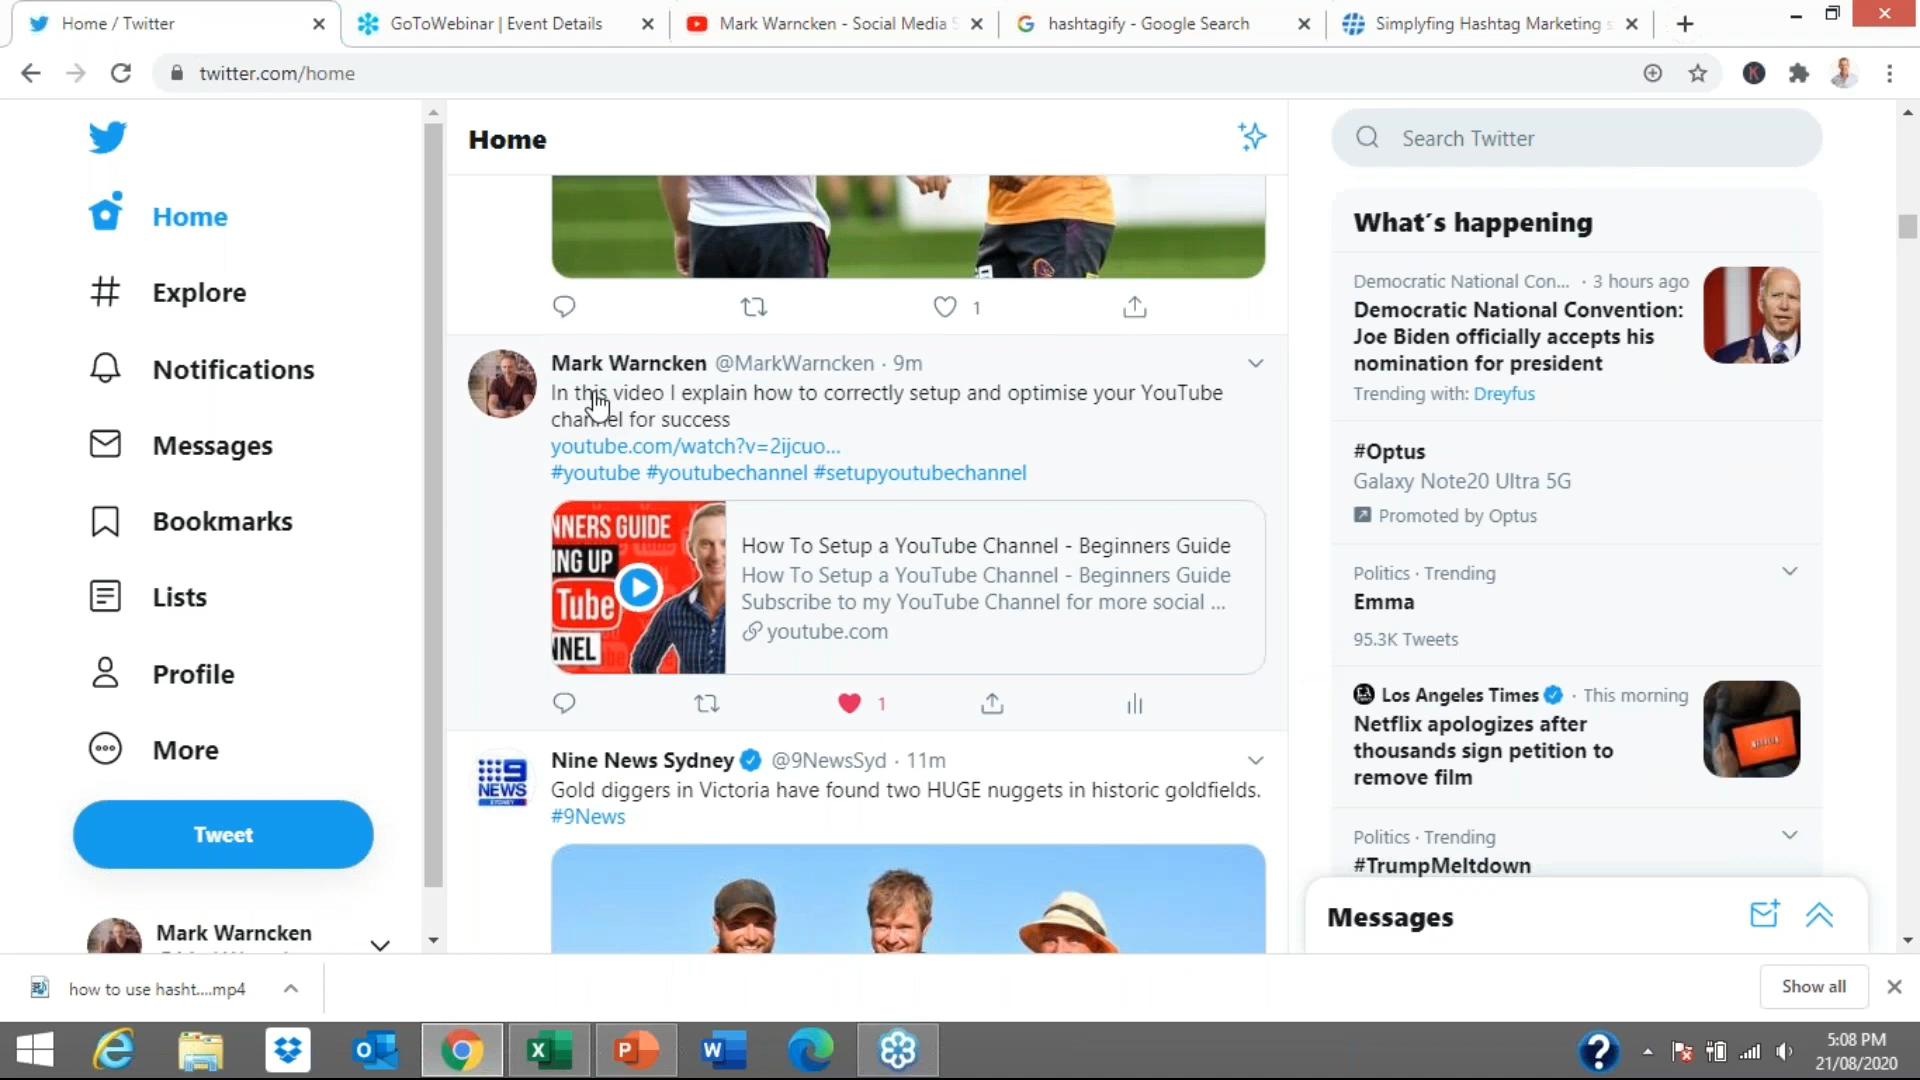 Home / Twitter
GoToWebinar | Event Details
Mark Warncken - Social Media S
hashtagify - Google Search
Simplyfing Hashtag Marketing s
twitter.com/home
K
Home
Explore
Notifications
Messages
Bookmarks
Lists
Profile
More
Tweet
Mark Warncken
Home
1
Mark Warncken @MarkWarncken · 9m
In this video I explain how to correctly setup and optimise your YouTube
channel for success
youtube.com/watch?v=2ijcuo...
#youtube #youtubechannel #setupyoutubechannel
NNERS GUIDE
NG UP
Tube
NNEL
How To Setup a YouTube Channel - Beginners Guide
How To Setup a YouTube Channel - Beginners Guide
Subscribe to my YouTube Channel for more social ...
youtube.com
1
Nine News Sydney @9NewsSyd · 11m
9
NEWS
SYDNEY
Gold diggers in Victoria have found two HUGE nuggets in historic goldfields.
#9News
Search Twitter
What's happening
Democratic National Con... · 3 hours ago
Democratic National Convention:
Joe Biden officially accepts his
nomination for president
Trending with: Dreyfus
#Optus
Galaxy Note20 Ultra 5G
Promoted by Optus
Politics · Trending
Emma
95.3K Tweets
Los Angeles Times · This morning
Netflix apologizes after
thousands sign petition to
remove film
NETFLIX
Politics · Trending
#TrumpMeltdown
Messages
how to use hasht....mp4
Show all
5:08 PM
21/08/2020